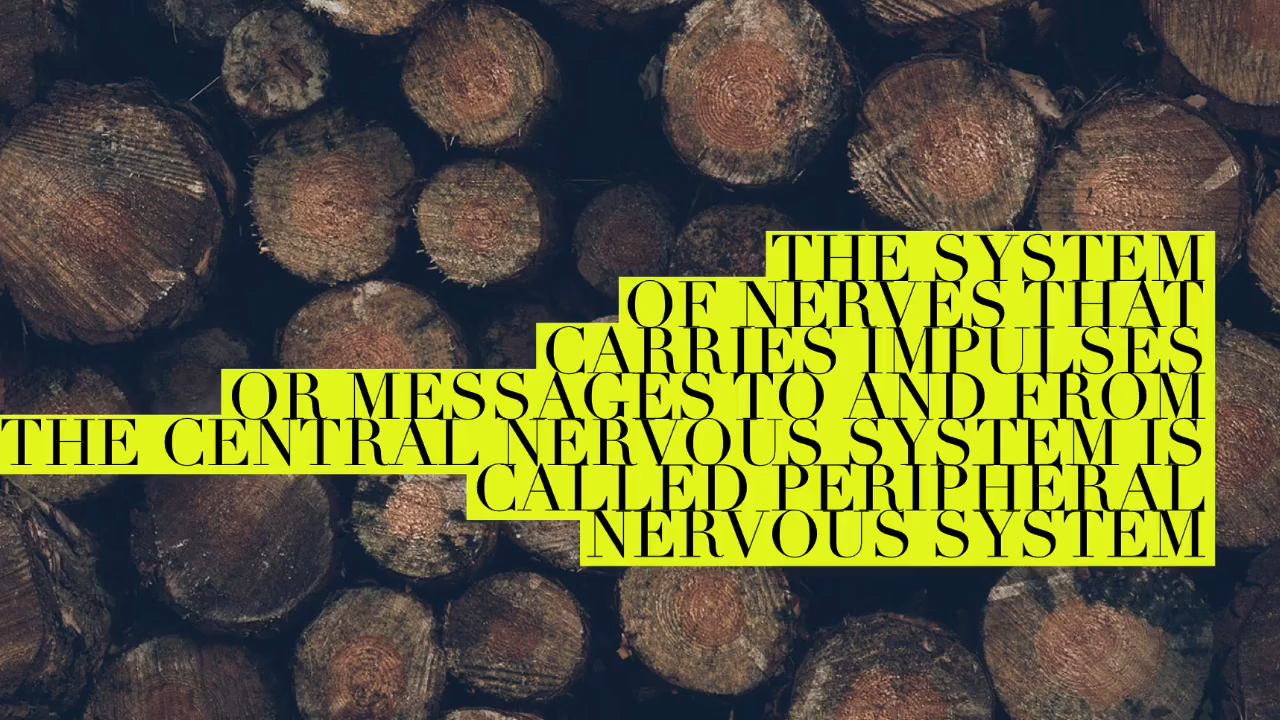 THE SYSTEM
OF NERVES THAT
CARRIES IMPULSES
OR MESSAGES TO AND FROM
THE CENTRAL NERVOUS SYSTEM IS
CALLED PERIPHERAL
NERVOUS SYSTEM